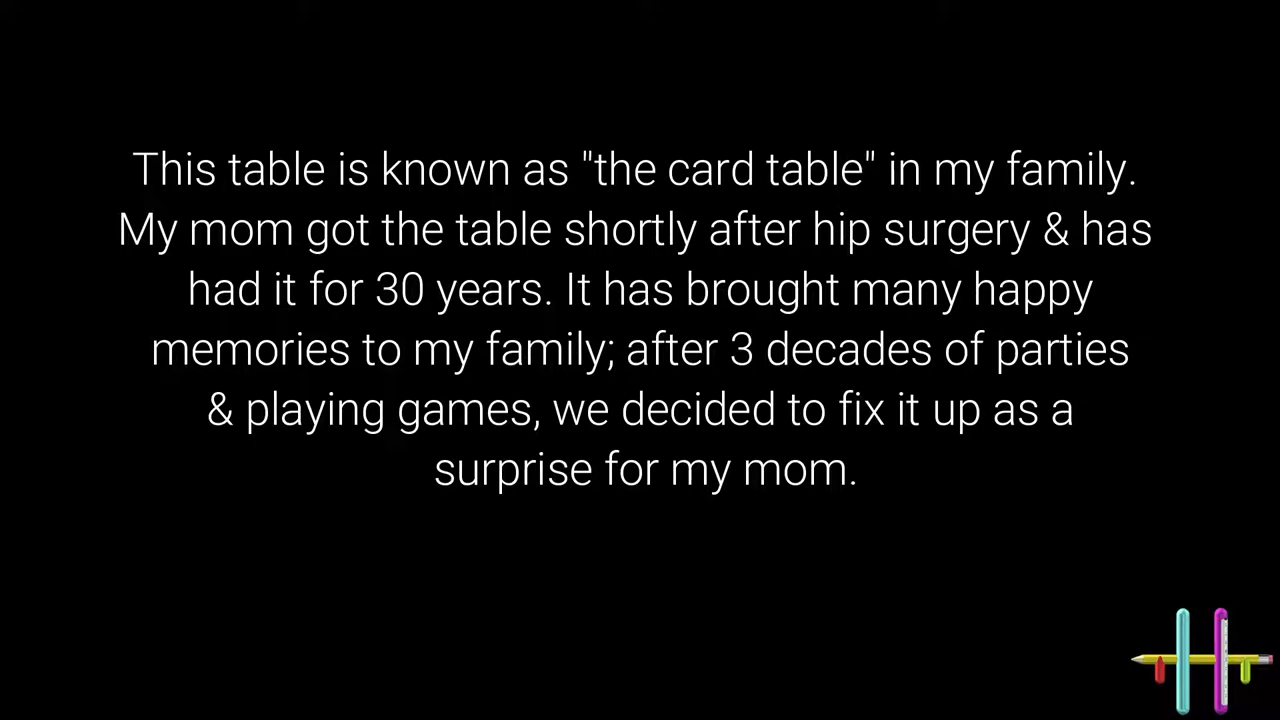 This table is known as "the card table" in my family.
My mom got the table shortly after hip surgery & has
had it for 30 years. It has brought many happy
memories to my family; after 3 decades of parties
& playing games, we decided to fix it up as a
surprise for my mom.